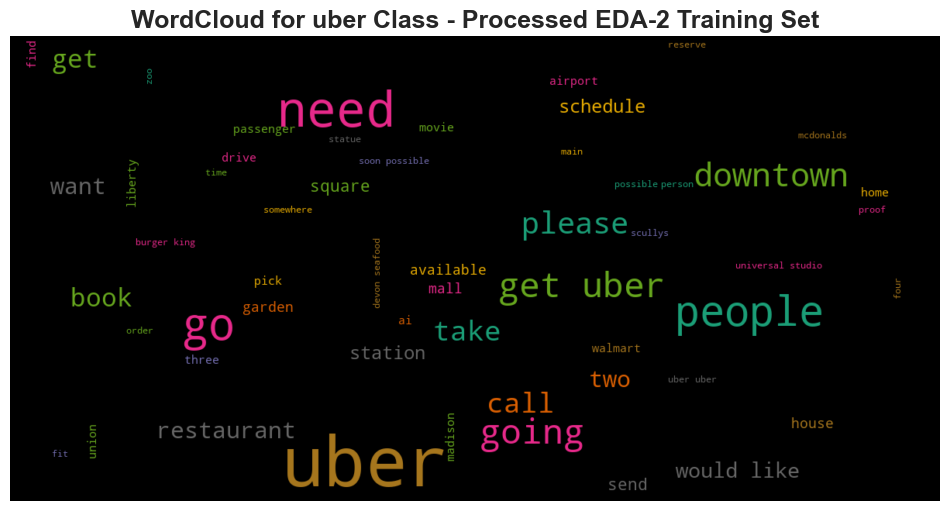 WordCloud for uber Class - Processed EDA-2 Training Set
find
get
zoo
reserve
airport
need
schedule
passenger
movie
statue
mcdonalds
drive
soon possible
main
time
want
liberty
square
possible
person
downtown
home
somewhere
please
scullys
proof
burger king
devon seafood
available
universal studio
pick
mall
get uber
four
book
garden
people
go
ai
take
order
three
station
walmart
two
uber uber
call
restaurant
union
madison
going
house
fit
uber
send
would like